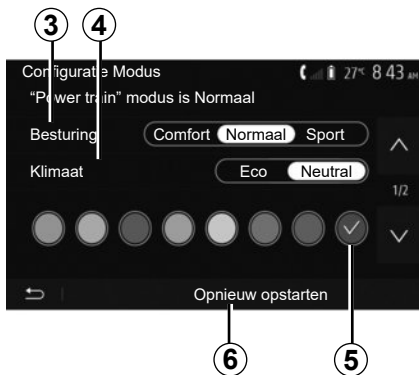 3 4
Configuratie Modus 27°C 8 43 AM
"Power train" modus is Normaal
Besturing Comfort Normaal Sport
Klimaat Eco Neutral
1/2
Opnieuw opstarten
6 5